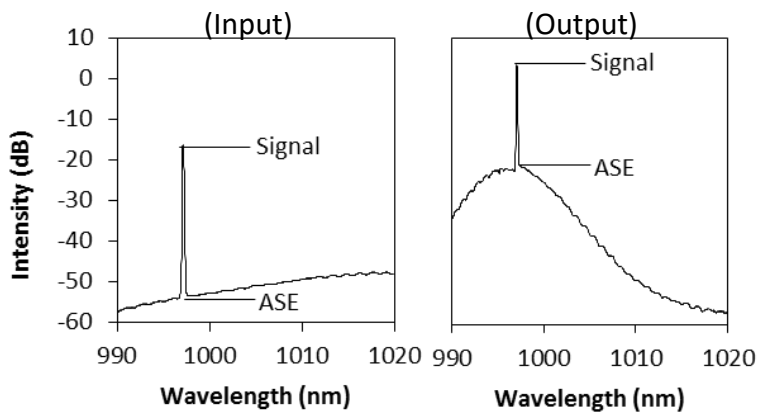 (Input)
(Output)
Intensity (dB)
10
0
-10
-20
-30
-40
-50
-60
Signal
ASE
990
1000
1010
1020
Wavelength (nm)
Signal
ASE
990
1000
1010
1020
Wavelength (nm)